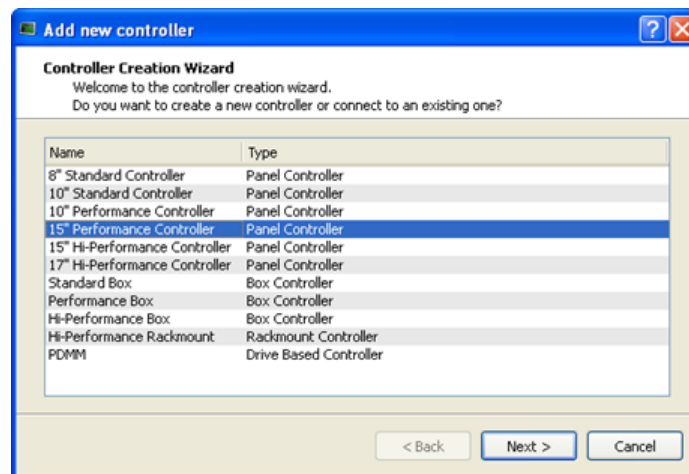 Add new controller
Controller Creation Wizard
Welcome to the controller creation wizard.
Do you want to create a new controller or connect to an existing one?
Name Type
8" Standard Controller Panel Controller
10" Standard Controller Panel Controller
10" Performance Controller Panel Controller
15" Performance Controller Panel Controller
15" Hi-Performance Controller Panel Controller
17" Hi-Performance Controller Panel Controller
Standard Box Box Controller
Performance Box Box Controller
Hi-Performance Box Box Controller
Hi-Performance Rackmount Rackmount Controller
PDMM Drive Based Controller
< Back Next > Cancel